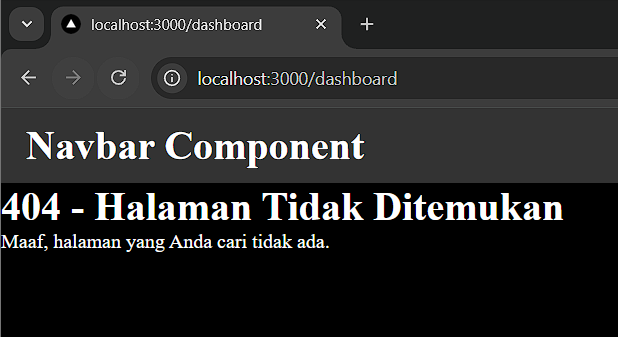 localhost:3000/dashboard
localhost:3000/dashboard
Navbar Component
404 - Halaman Tidak Ditemukan
Maaf, halaman yang Anda cari tidak ada.